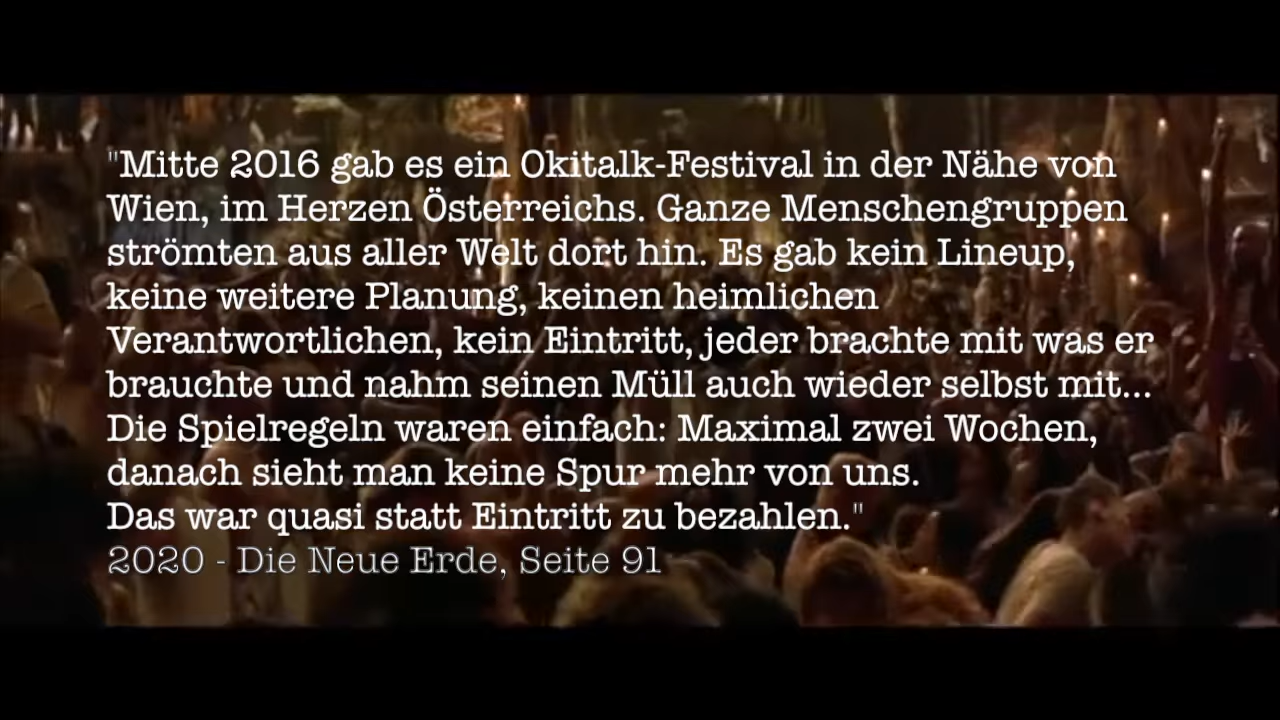 "Mitte 2016 gab es ein Okitalk-Festival in der Nähe von
Wien, im Herzen Österreichs. Ganze Menschengruppen
strömten aus aller Welt dort hin. Es gab kein Lineup,
keine weitere Planung, keinen heimlichen
Verantwortlichen, kein Eintritt, jeder brachte mit was er
brauchte und nahm seinen Müll auch wieder selbst mit...
Die Spielregeln waren einfach: Maximal zwei Wochen,
danach sieht man keine Spur mehr von uns.
Das war quasi statt Eintritt zu bezahlen."
2020 - Die Neue Erde, Seite 91